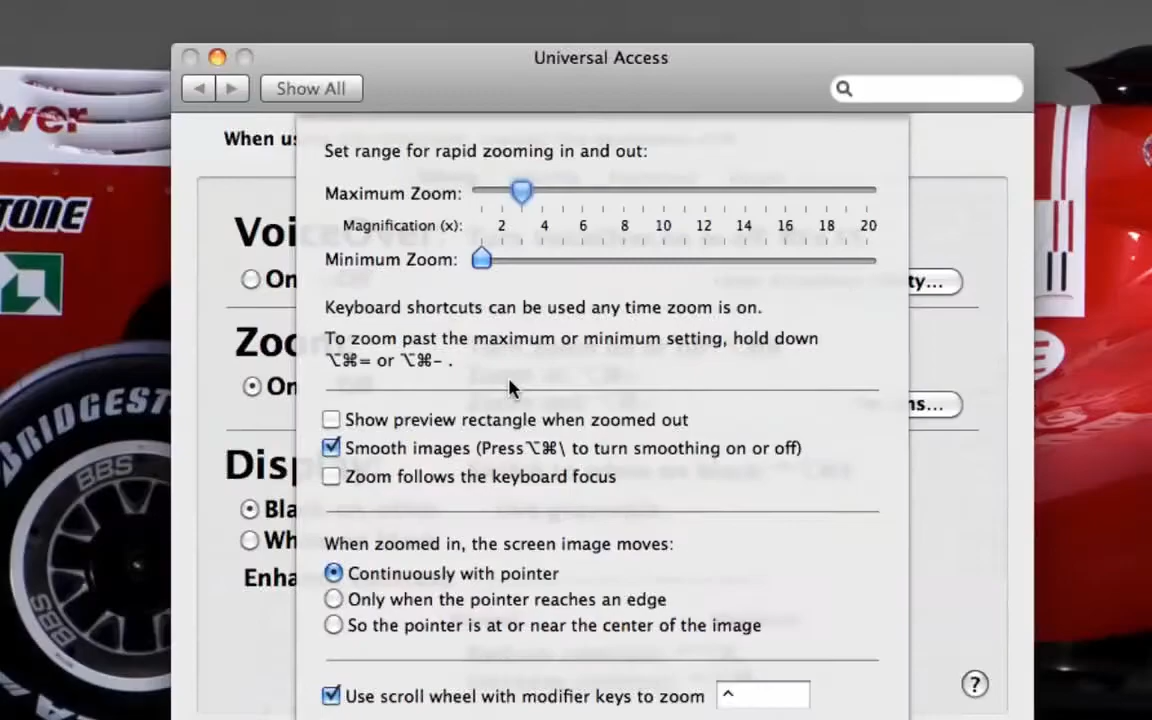 Universal Access
Show All
When us
Set range for rapid zooming in and out:
Maximum Zoom:
Magnification (x): 2 4 6 8 10 12 14 16 18 20
Minimum Zoom:
Keyboard shortcuts can be used any time zoom is on.
To zoom past the maximum or minimum setting, hold down
⌥⌘= or ⌥⌘- .
Show preview rectangle when zoomed out
Smooth images (Press ⌥⌘\ to turn smoothing on or off)
Zoom follows the keyboard focus
When zoomed in, the screen image moves:
Continuously with pointer
Only when the pointer reaches an edge
So the pointer is at or near the center of the image
Use scroll wheel with modifier keys to zoom ^
VoiceOver
On
ty...
Zoom
On
ns...
Display
Bla
Wh
Enha
?
wer
TONE
BRIDGEST
BBS
BBS